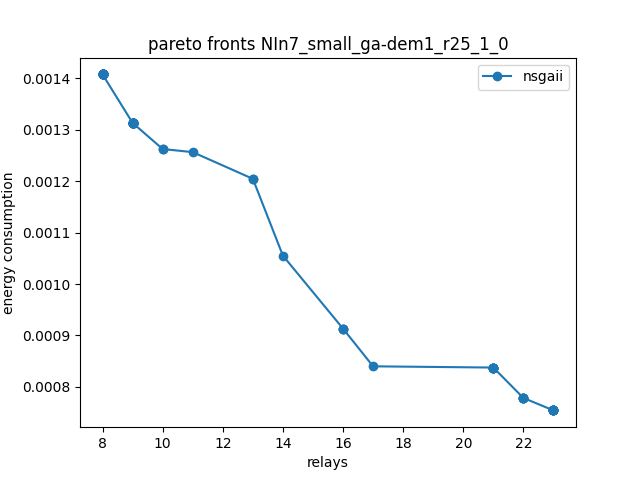 pareto fronts NIn7_small_ga-dem1_r25_1_0
nsgaii
energy consumption
0.0014
0.0013
0.0012
0.0011
0.0010
0.0009
0.0008
8 10 12 14 16 18 20 22
relays